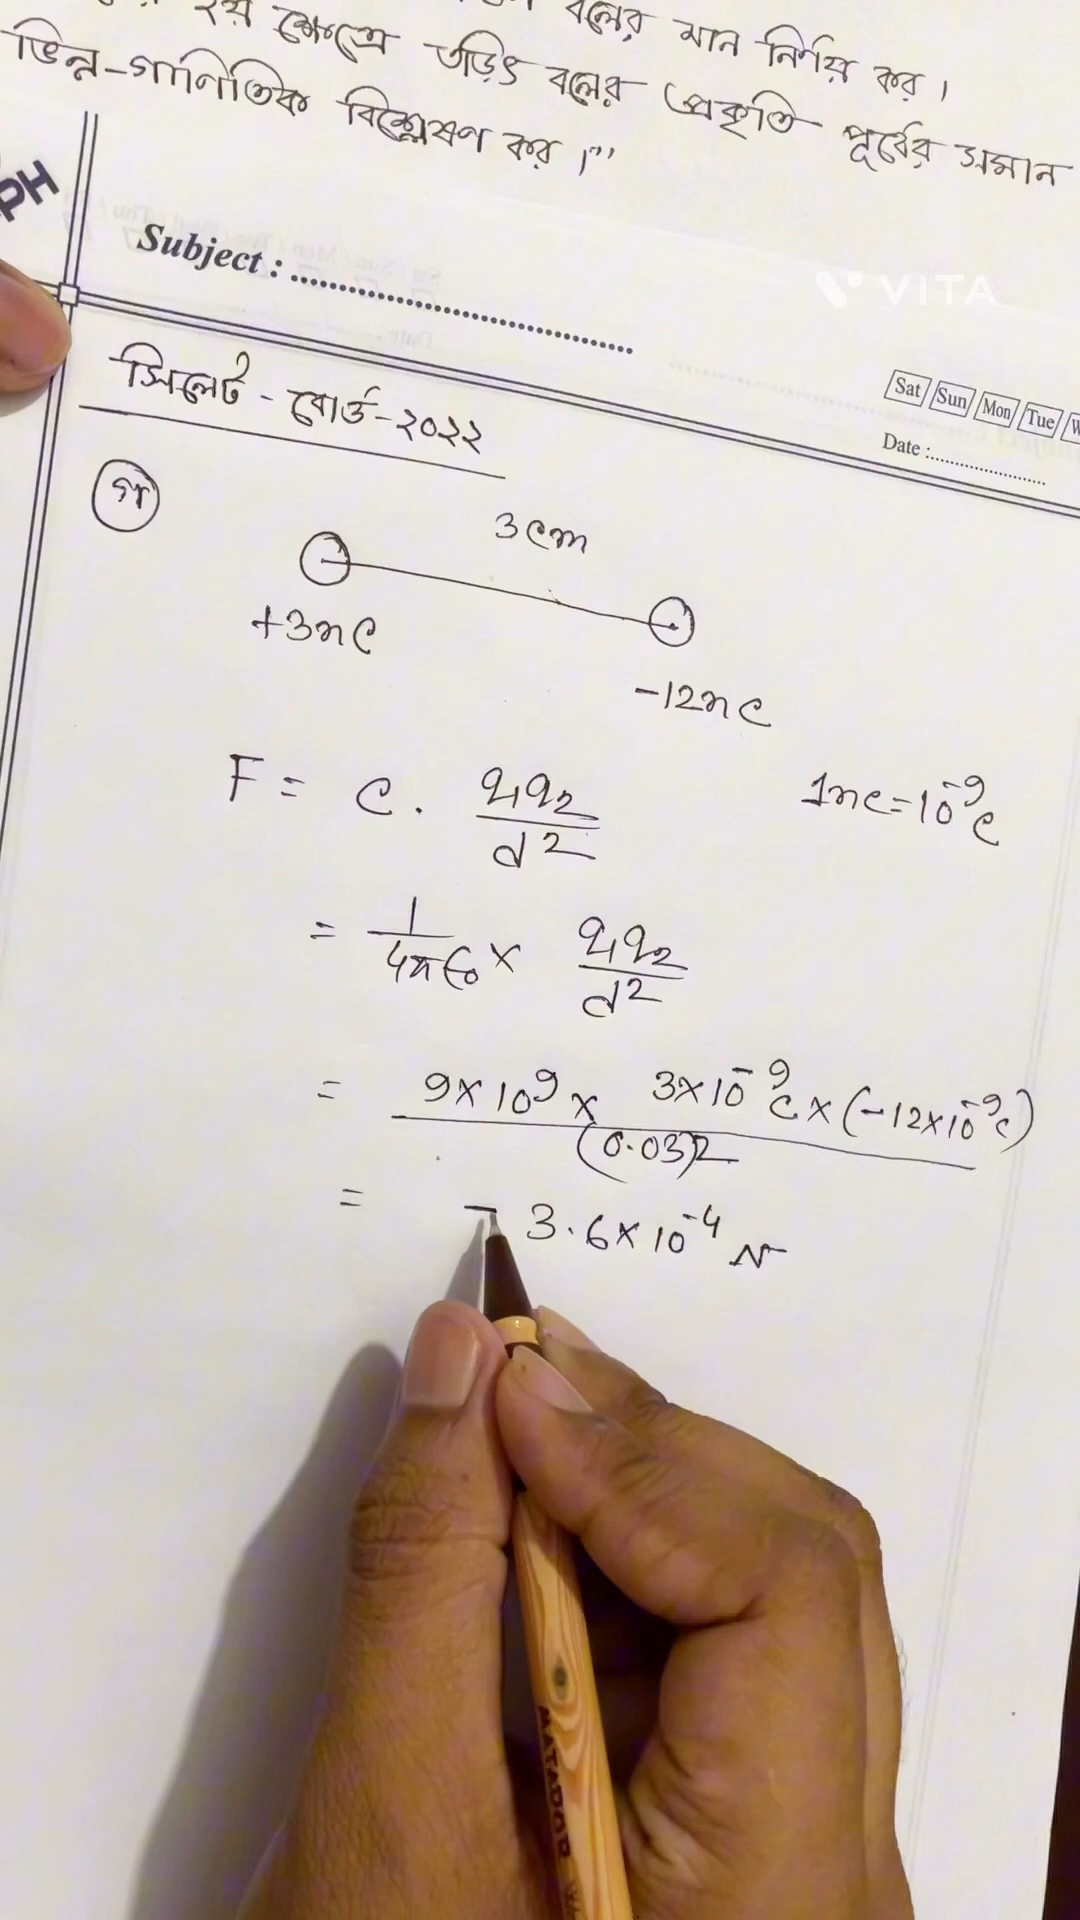 ২য় ক্ষেত্রে বলের মান নির্ণয় কর।
তড়িৎ বলের প্রকৃতি পূর্বের সমান
ভিন্ন-গাণিতিক বিশ্লেষণ কর।"
PH
Subject :
VITA
Sat Sun Mon Tue W
Date :
সিলেট - বোর্ড-২০২২
গ
3cm
+3nC
-12nC
F = C. q₁q₂/d²
1nc=10⁻⁹C
= 1/4πϵ₀ × q₁q₂/d²
= 9×10⁹ × 3×10⁻⁹C×(-12×10⁻⁹C)
(0.03)2
= - 3.6×10⁻⁴ N
MATADOR